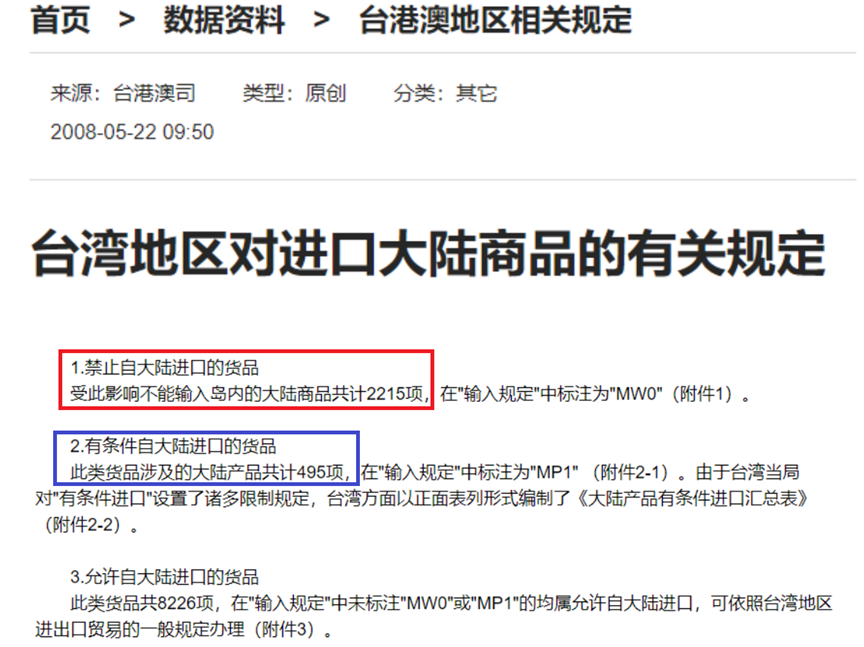 首页 > 数据资料 > 台港澳地区相关规定
来源：台港澳司 类型：原创 分类：其它
2008-05-22 09:50
台湾地区对进口大陆商品的有关规定
1.禁止自大陆进口的货品
受此影响不能输入岛内的大陆商品共计2215项，在"输入规定"中标注为"MW0"（附件1）。
2.有条件自大陆进口的货品
此类货品涉及的大陆产品共计495项，在"输入规定"中标注为"MP1" （附件2-1）。由于台湾当局
对"有条件进口"设置了诸多限制规定，台湾方面以正面表列形式编制了《大陆产品有条件进口汇总表》
（附件2-2）。
3.允许自大陆进口的货品
此类货品共8226项，在"输入规定"中未标注"MW0"或"MP1"的均属允许自大陆进口，可依照台湾地区
进出口贸易的一般规定办理（附件3）。